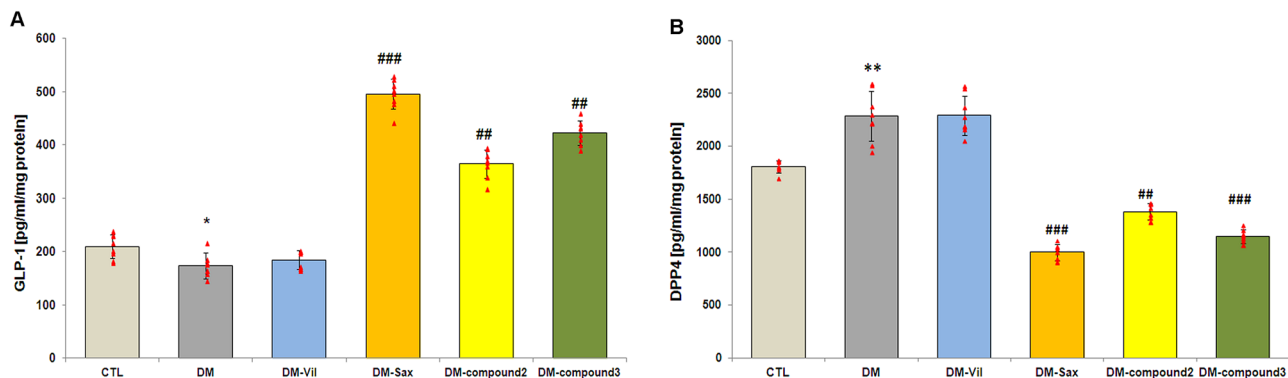 A
GLP-1 [pg/ml/mg protein]
600
500
400
300
200
100
0
*
###
##
##
CTL
DM
DM-Vil
DM-Sax
DM-compound2
DM-compound3
B
DPP4 [pg/ml/mg protein]
3000
2500
2000
1500
1000
500
0
**
###
##
###
CTL
DM
DM-Vil
DM-Sax
DM-compound2
DM-compound3